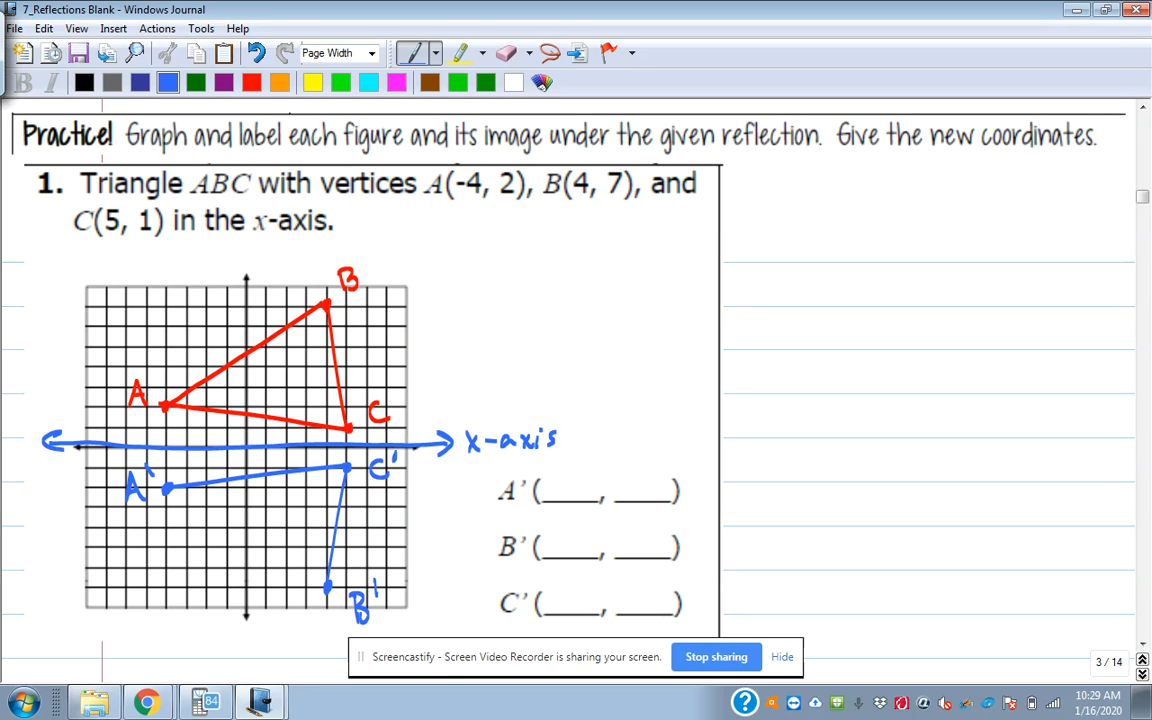 7_Reflections Blank - Windows Journal
File Edit View Insert Actions Tools Help
Page Width
B I
Practice! Graph and label each figure and its image under the given reflection. Give the new coordinates.
1. Triangle ABC with vertices A(-4, 2), B(4, 7), and
C(5, 1) in the x-axis.
B
A
C
x-axis
C'
A'
A' (____, ____)
B' (____, ____)
B'
C' (____, ____)
Screencastify - Screen Video Recorder is sharing your screen. Stop sharing Hide
3 / 14
84
10:29 AM
1/16/2020